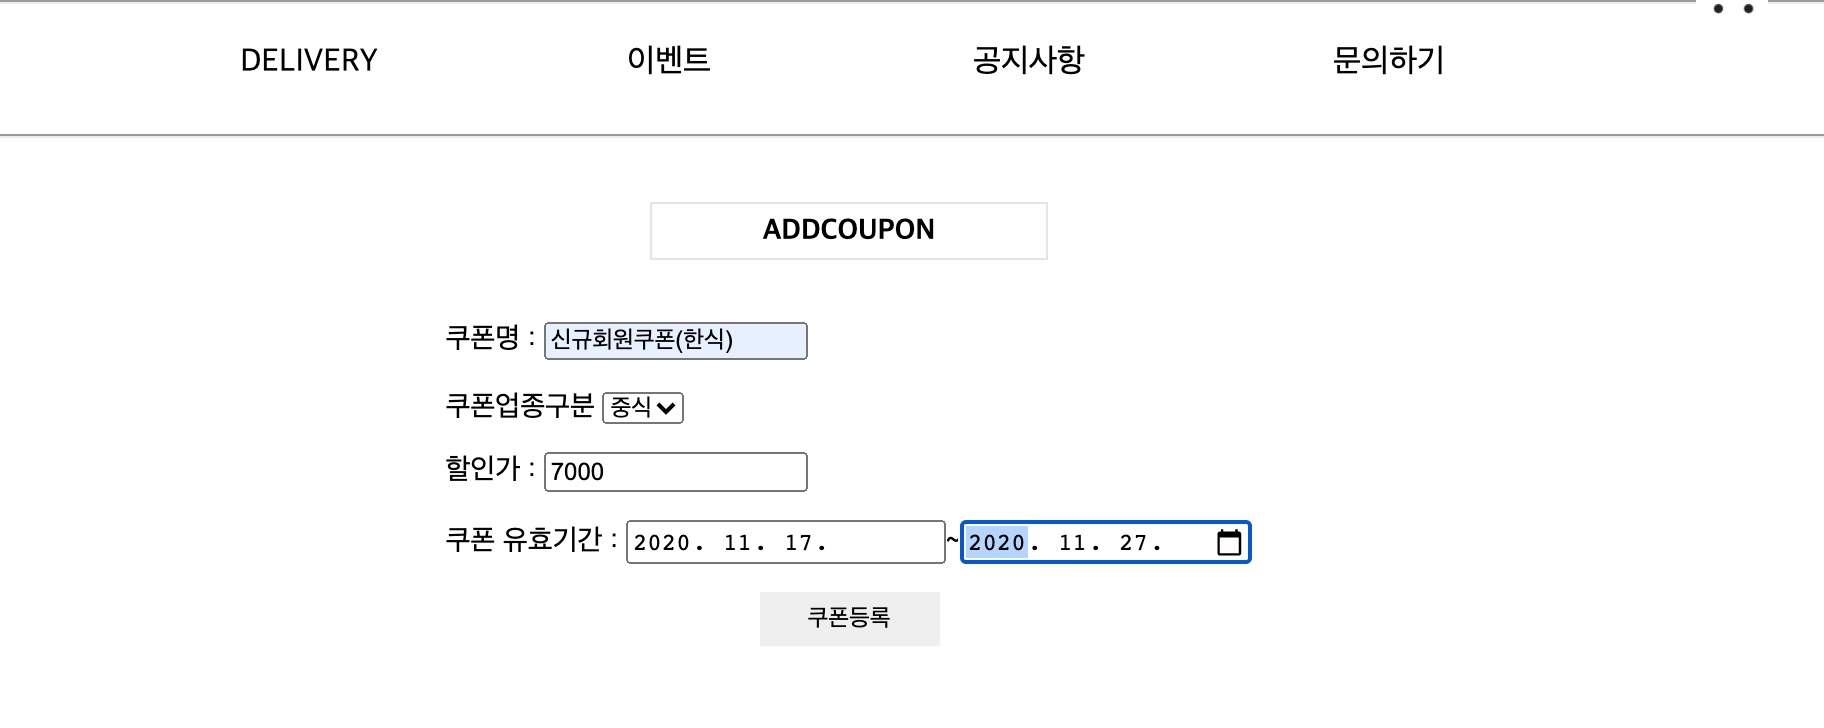 DELIVERY 이벤트 공지사항 문의하기
ADDCOUPON
쿠폰명 : 신규회원쿠폰(한식)
쿠폰업종구분 중식
할인가 : 7000
쿠폰 유효기간 : 2020. 11. 17. ~ 2020. 11. 27.
쿠폰등록